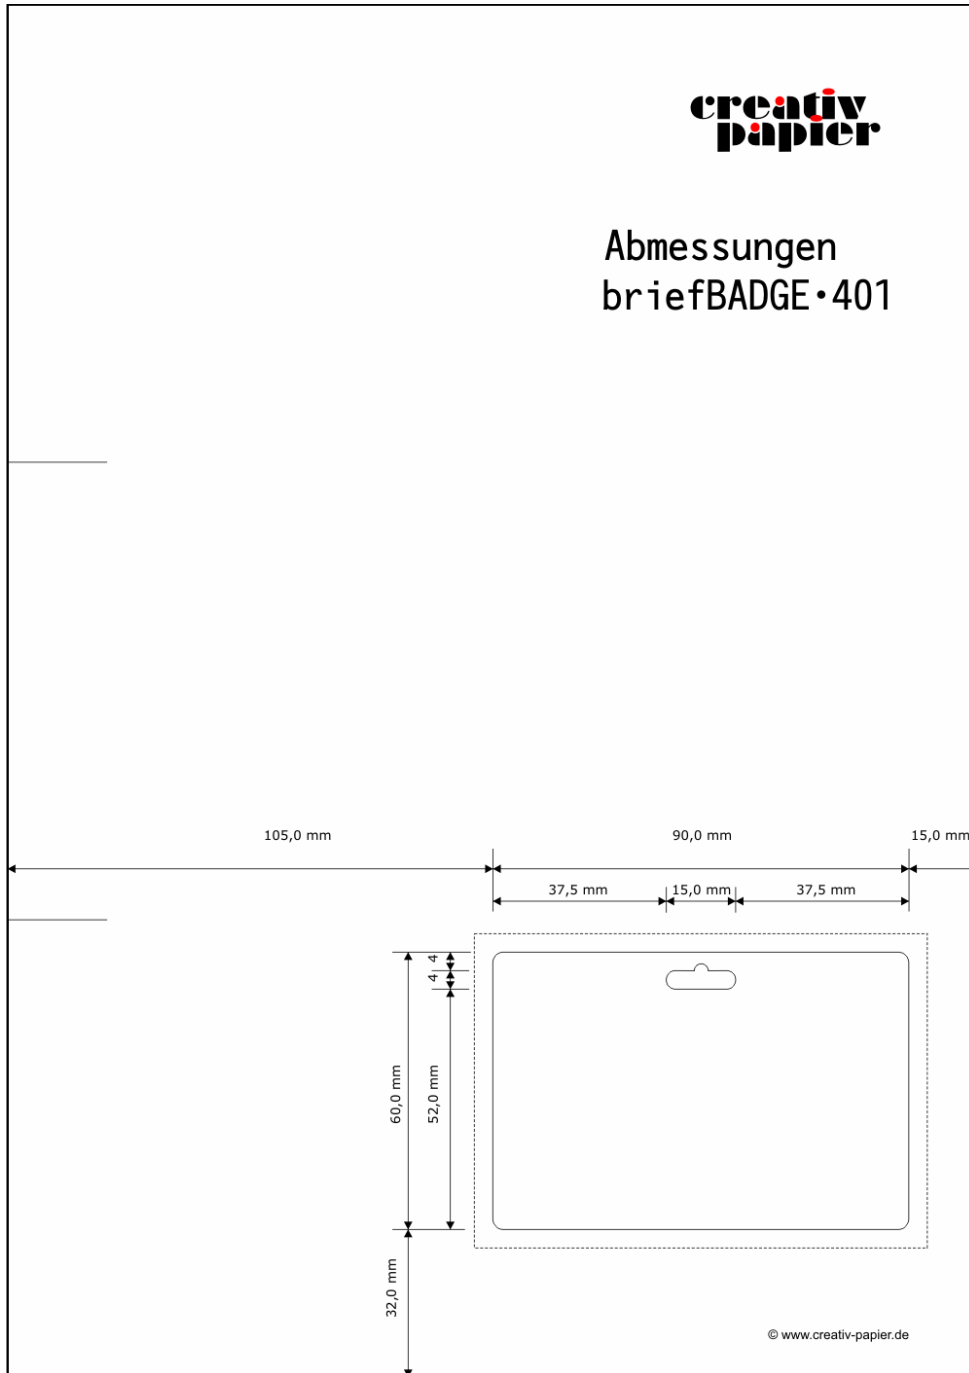 creativ
papier
Abmessungen
briefBADGE·401
105,0 mm
90,0 mm
15,0 mm
37,5 mm
15,0 mm
37,5 mm
4
4
60,0 mm
52,0 mm
32,0 mm
© www.creativ-papier.de